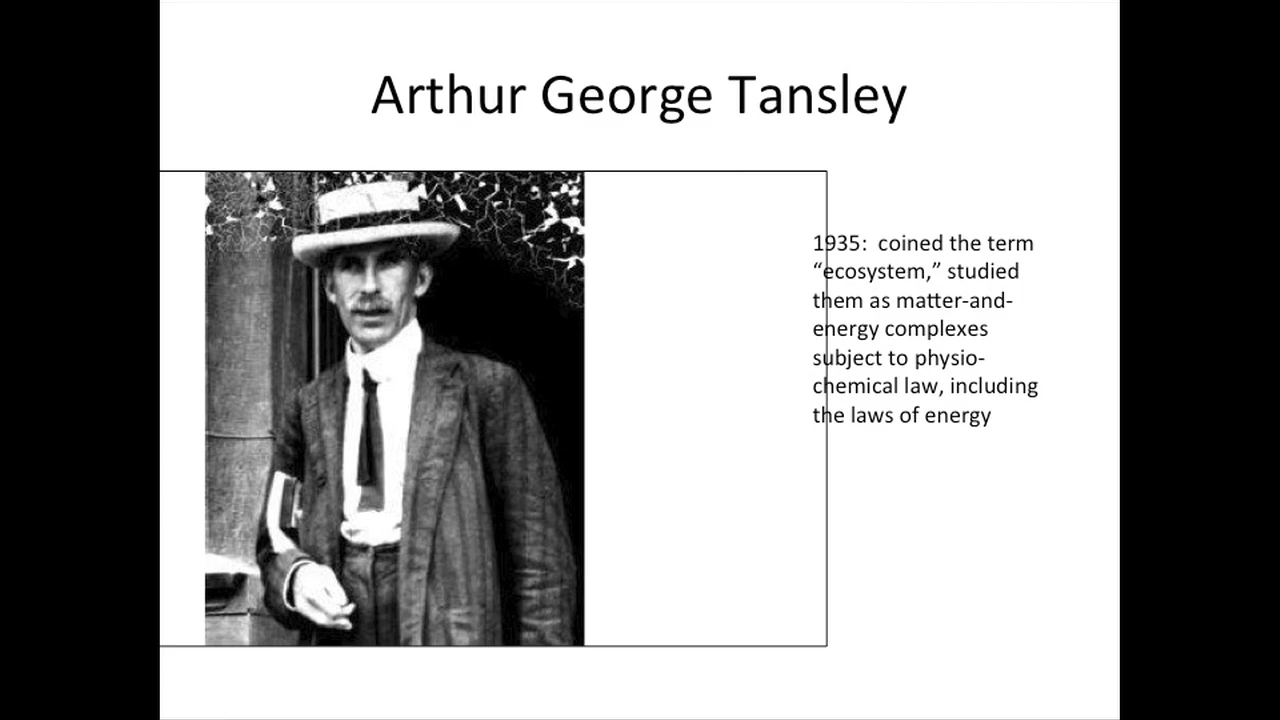 Arthur George Tansley
1935:  coined the term
“ecosystem,” studied
them as matter-and-
energy complexes
subject to physio-
chemical law, including
the laws of energy